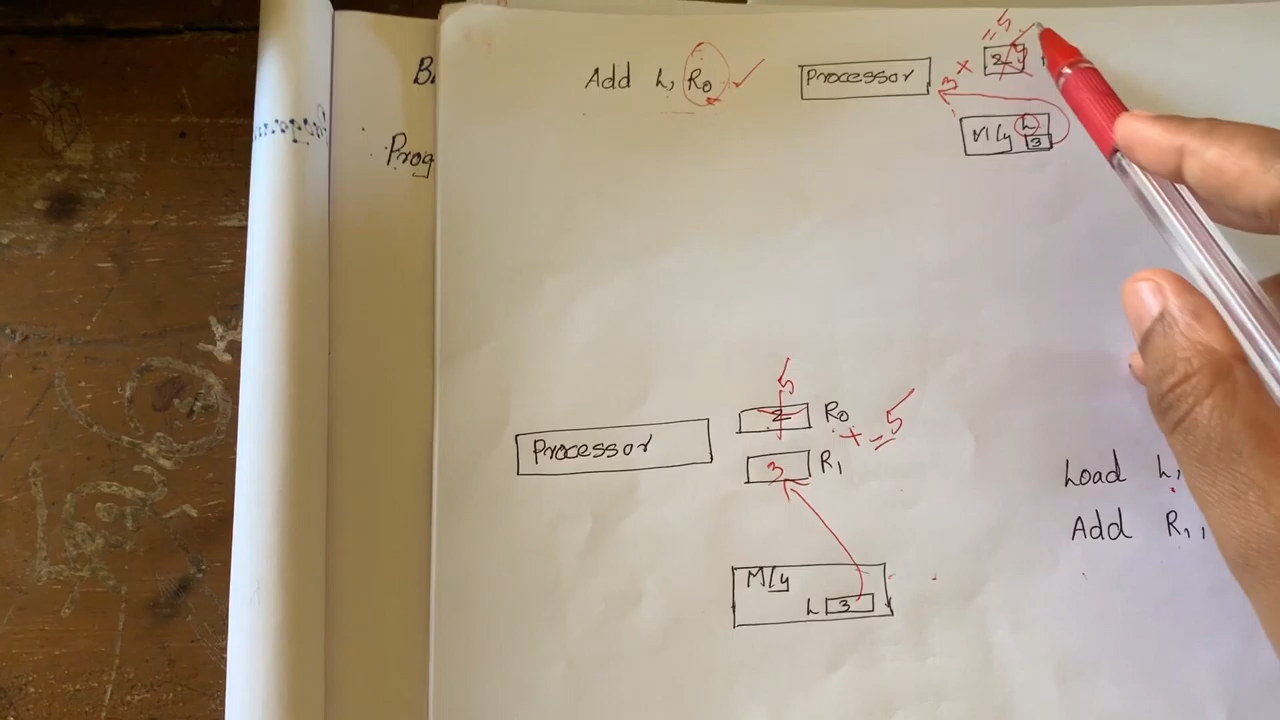 Add L, R0
Processor
3 ×
= 5
2
M/y L
3
Prog
5
2 R0
+ = 5
Processor
3 R1
M/y
L 3
Load L,
Add R1,